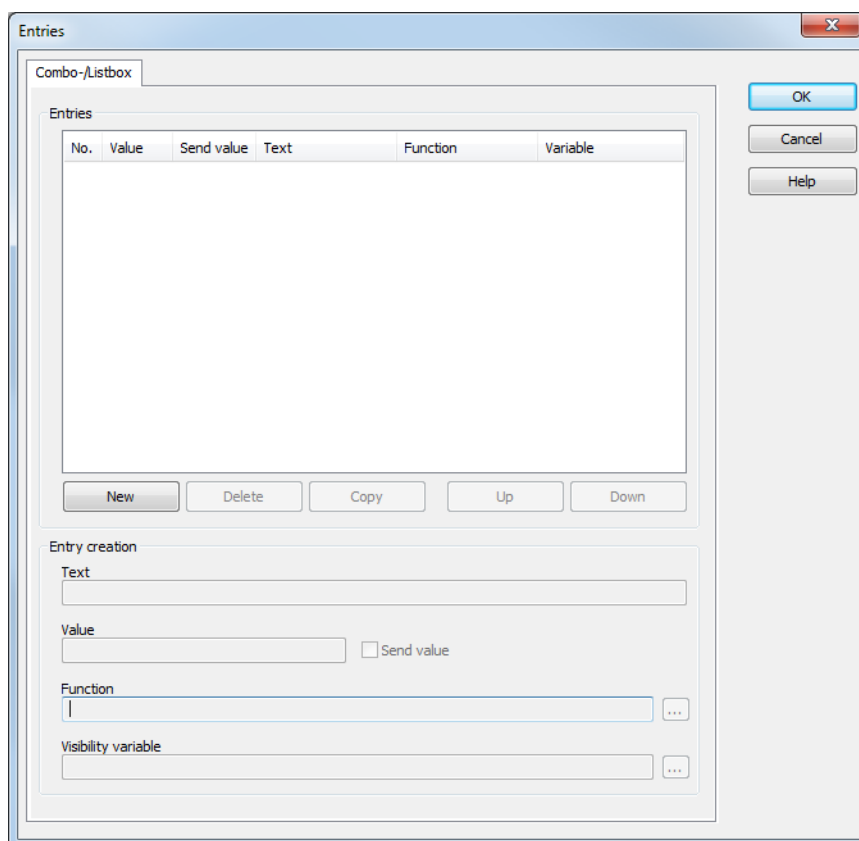 Entries
Combo-/Listbox
OK
Cancel
Help
Entries
No. Value Send value Text Function Variable
New Delete Copy Up Down
Entry creation
Text
Value
Send value
Function
...
Visibility variable
...